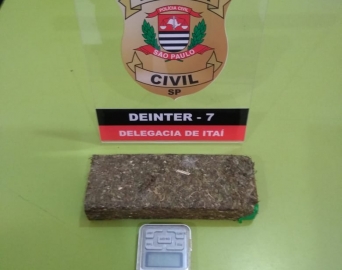 POLÍCIA CIVIL
SÃO PAULO
CIVIL
SP
DEINTER - 7
DELEGACIA DE ITAÍ